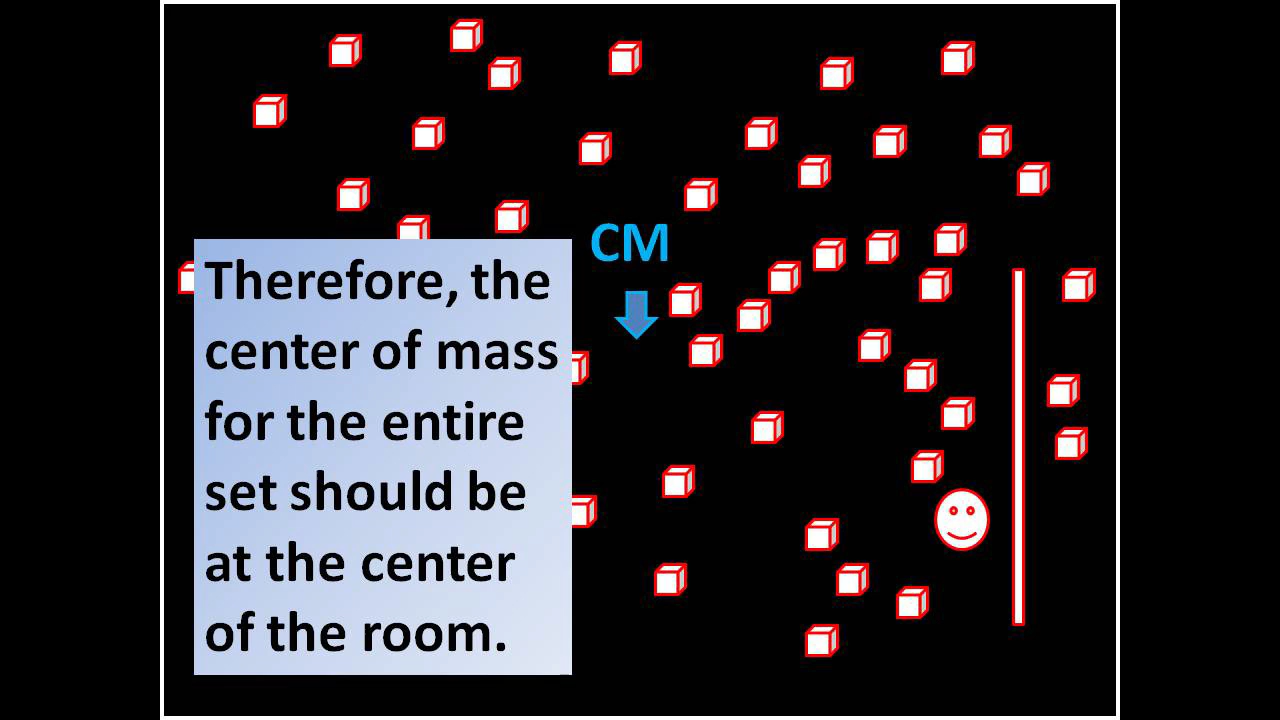 CM
Therefore, the
center of mass
for the entire
set should be
at the center
of the room.